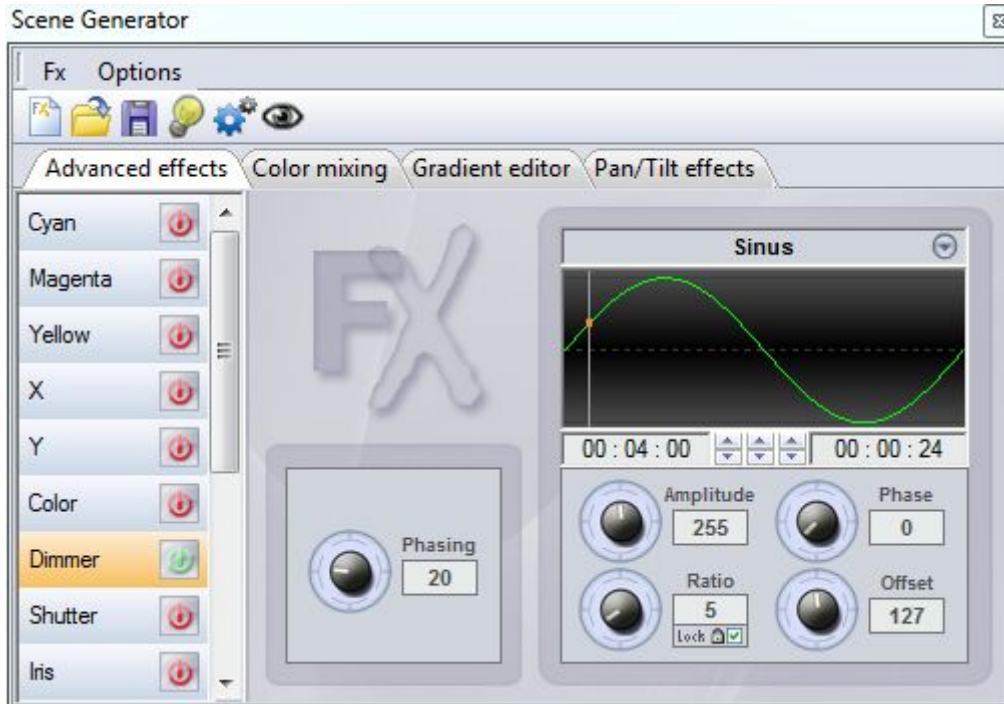 Scene Generator
Fx Options
Advanced effects Color mixing Gradient editor Pan/Tilt effects
Cyan
Magenta
Yellow
X
Y
Color
Dimmer
Shutter
Iris
FX
Phasing
20
Sinus
00 : 04 : 00 00 : 00 : 24
Amplitude
255
Phase
0
Ratio
5
Lock
Offset
127